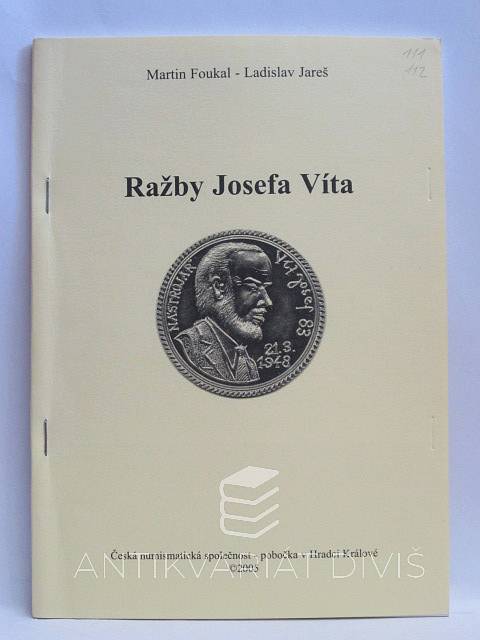 111
112
Martin Foukal - Ladislav Jareš
Ražby Josefa Víta
NÁSTROJAŘ
Vít Josef 83
21.3.
1948
Česká numismatická společnost - pobočka v Hradci Králové
©2005
ANTIKVARIÁT DIVIŠ